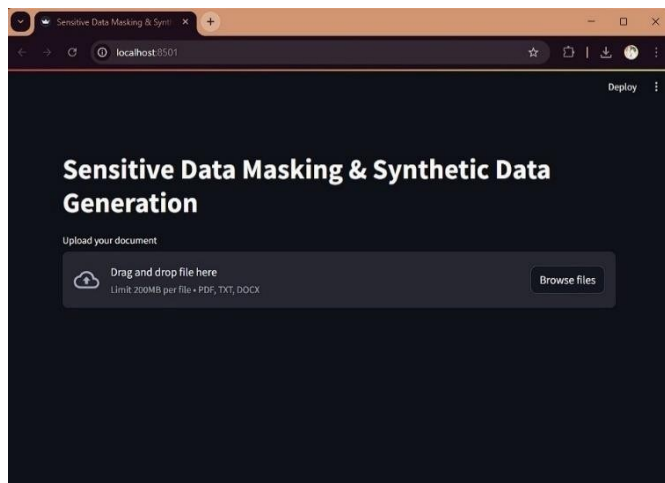 Sensitive Data Masking & Synth
localhost:8501
Deploy
Sensitive Data Masking & Synthetic Data
Generation
Upload your document
Drag and drop file here
Limit 200MB per file • PDF, TXT, DOCX
Browse files